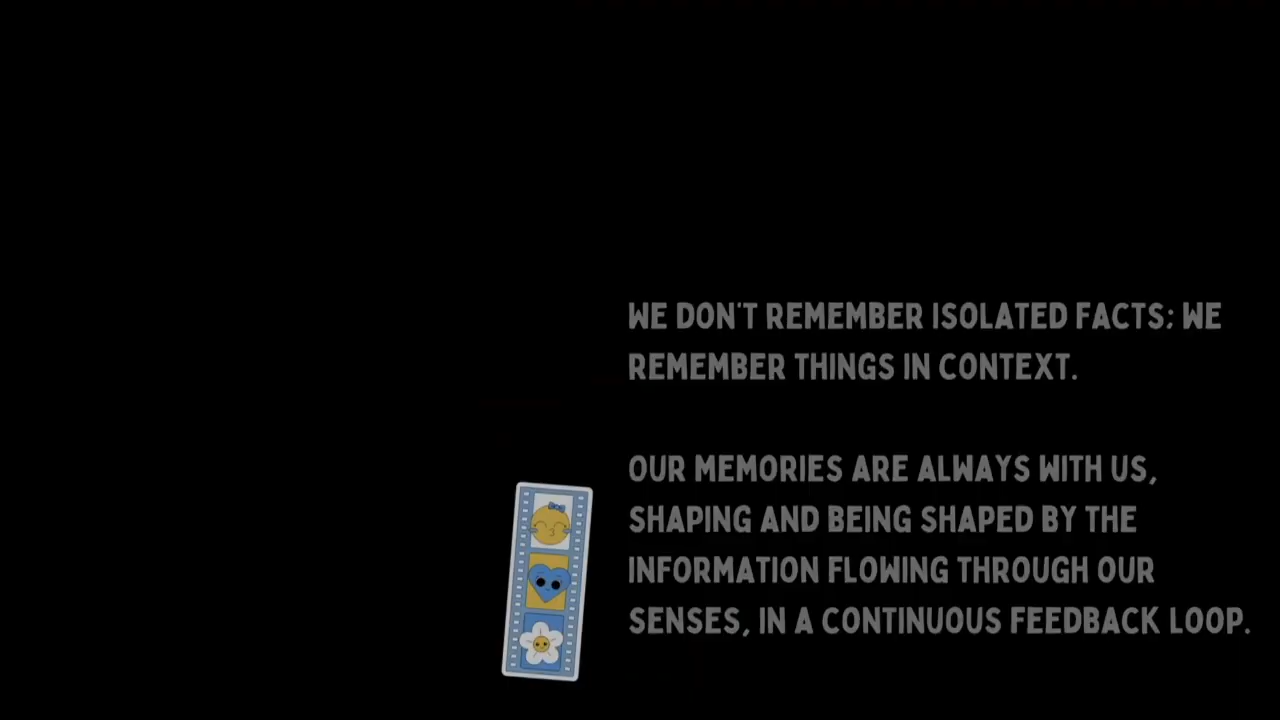 WE DON'T REMEMBER ISOLATED FACTS; WE
REMEMBER THINGS IN CONTEXT.
OUR MEMORIES ARE ALWAYS WITH US,
SHAPING AND BEING SHAPED BY THE
INFORMATION FLOWING THROUGH OUR
SENSES, IN A CONTINUOUS FEEDBACK LOOP.